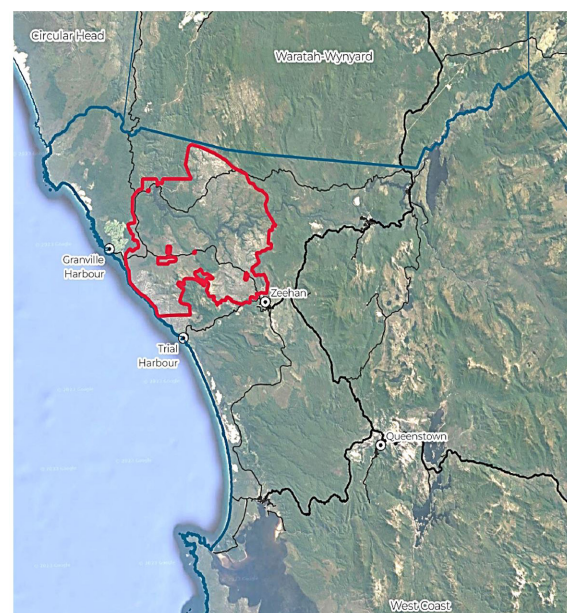 Circular Head
Waratah-Wynyard
Granville
Harbour
Zeehan
Trial
Harbour
Queenstown
West Coast